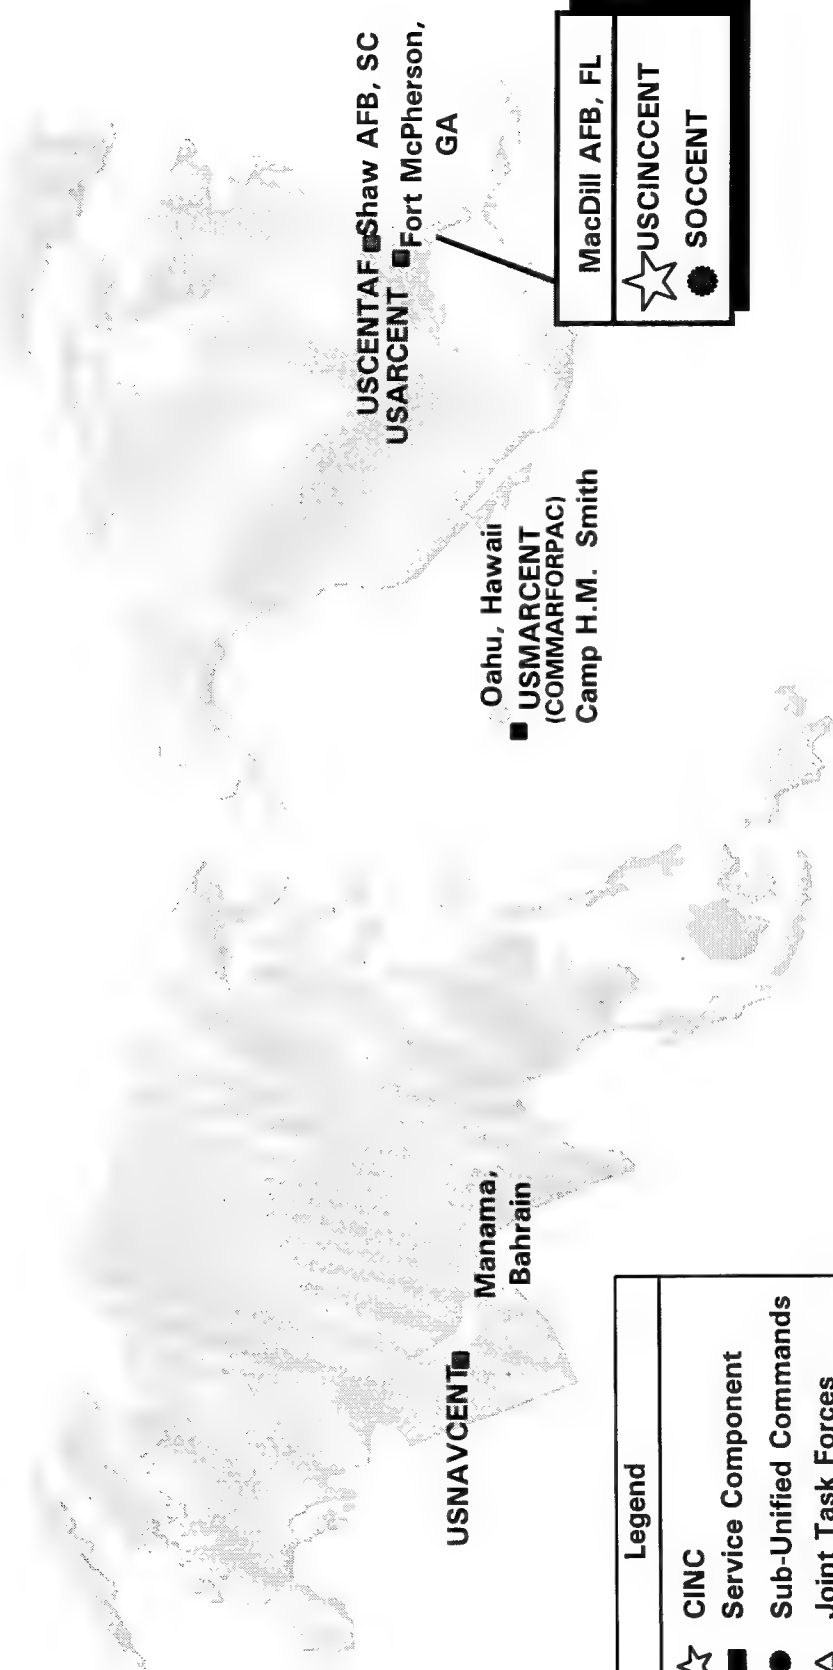 USCENTAF Shaw AFB, SC
USARCENT Fort McPherson,
GA
MacDill AFB, FL
USCINCCENT
SOCCENT
Oahu, Hawaii
USMARCENT
(COMMARFORPAC)
Camp H.M. Smith
Manama,
Bahrain
USNAVCENT
Legend
CINC
Service Component
Sub-Unified Commands
Joint Task Forces